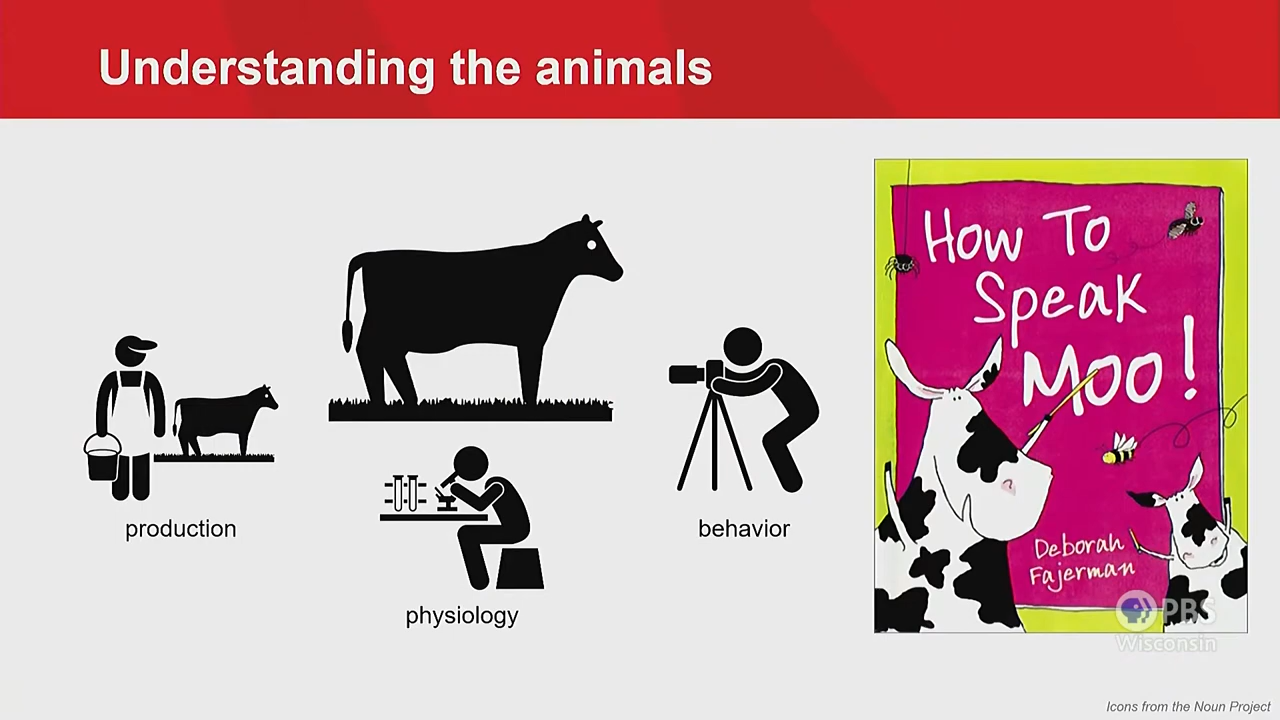 Understanding the animals
production
physiology
behavior
How To
Speak
Moo!
Deborah
Fajerman
PBS
Wisconsin
Icons from the Noun Project